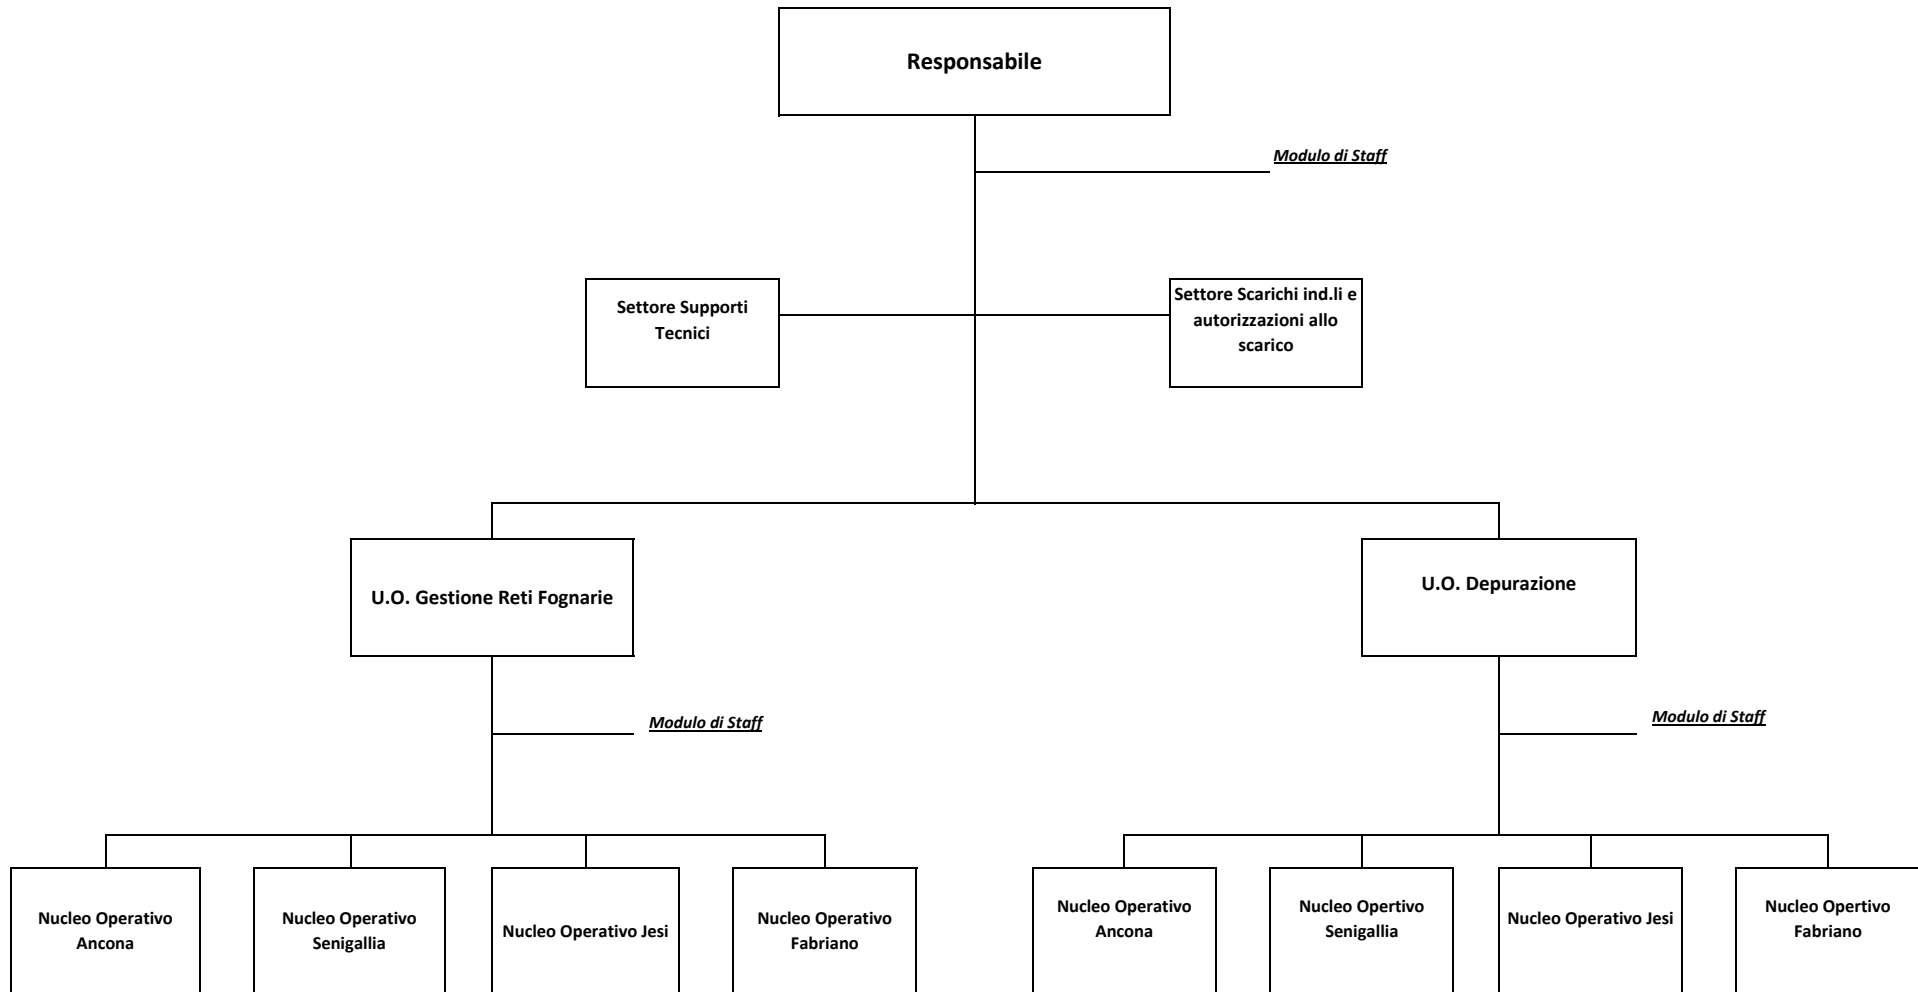 Responsabile
Modulo di Staff
Settore Supporti
Tecnici
Settore Scarichi ind.li e
autorizzazioni allo
scarico
U.O. Gestione Reti Fognarie
U.O. Depurazione
Modulo di Staff
Modulo di Staff
Nucleo Operativo
Ancona
Nucleo Operativo
Senigallia
Nucleo Operativo Jesi
Nucleo Operativo
Fabriano
Nucleo Operativo
Ancona
Nucleo Opertivo
Senigallia
Nucleo Operativo Jesi
Nucleo Opertivo
Fabriano